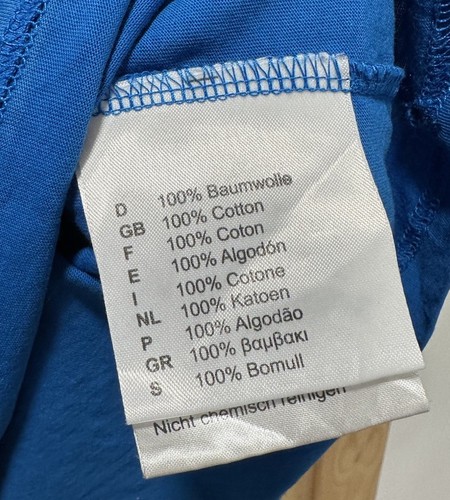 D 100% Baumwolle
GB 100% Cotton
F 100% Coton
E 100% Algodón
I 100% Cotone
NL 100% Katoen
P 100% Algodão
GR 100% βαμβακι
S 100% Bomull
Nicht chemisch reinigen